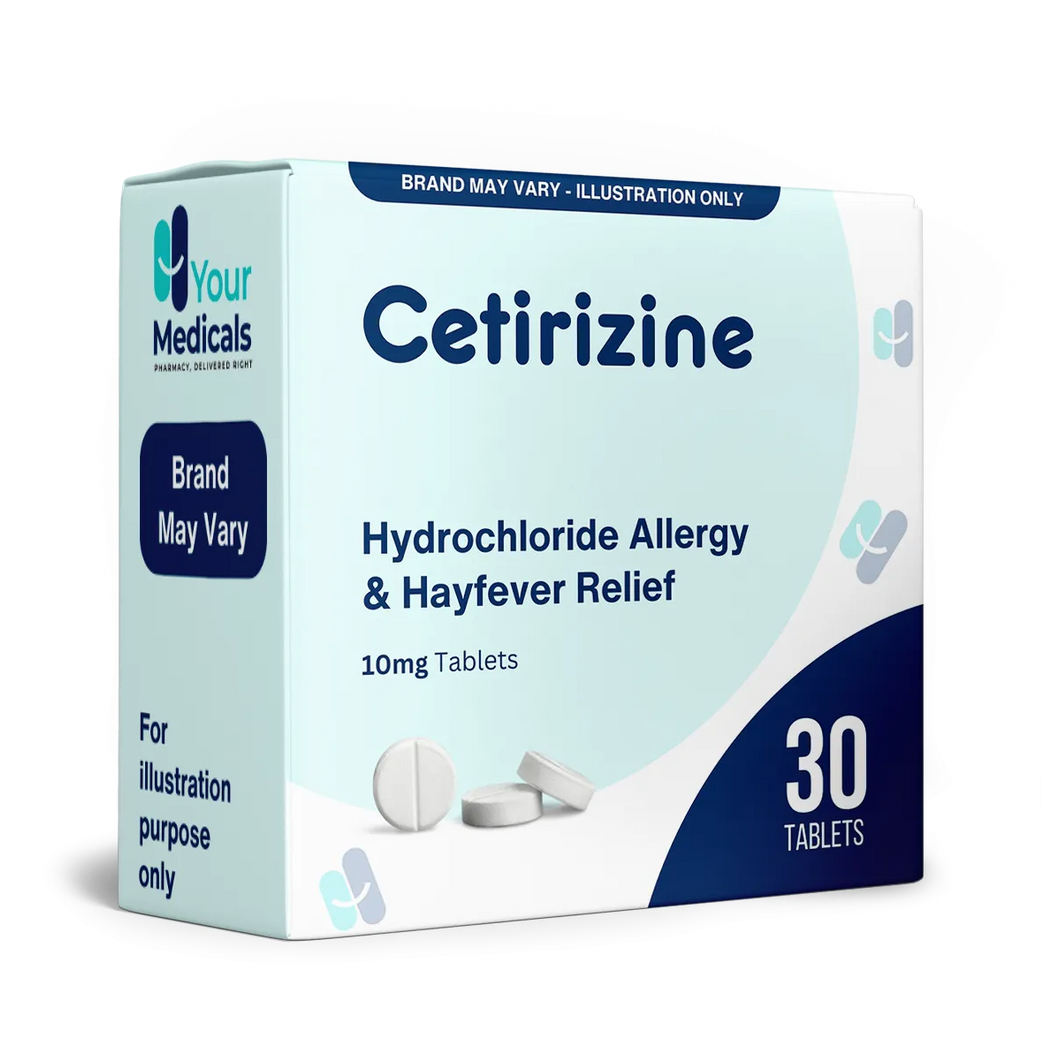 Your
Medicals
PHARMACY, DELIVERED RIGHT
Brand
May Vary
For
illustration
purpose
only
BRAND MAY VARY - ILLUSTRATION ONLY
Cetirizine
Hydrochloride Allergy
& Hayfever Relief
10mg Tablets
30
TABLETS